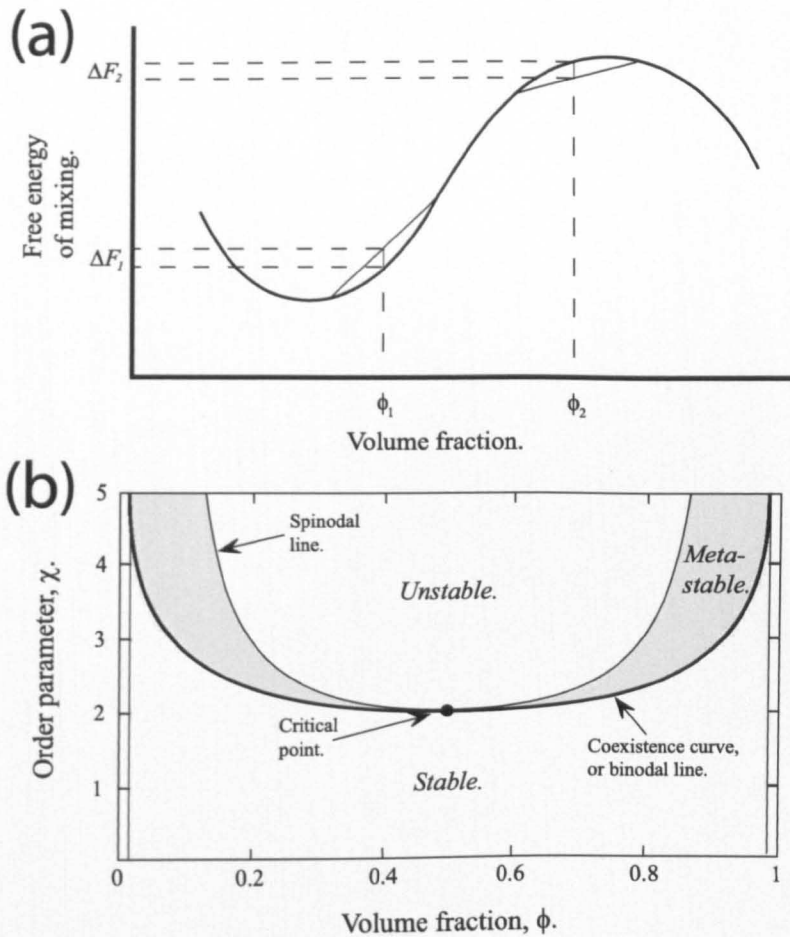 (a)
ΔF₂
Free energy
of mixing.
ΔF₁
ϕ₁
ϕ₂
Volume fraction.
(b)
5
4
3
2
1
Order parameter, χ.
Spinodal
line.
Unstable.
Meta-
stable.
Critical
point.
Coexistence curve,
or binodal line.
Stable.
0
0.2
0.4
0.6
0.8
1
Volume fraction, ϕ.